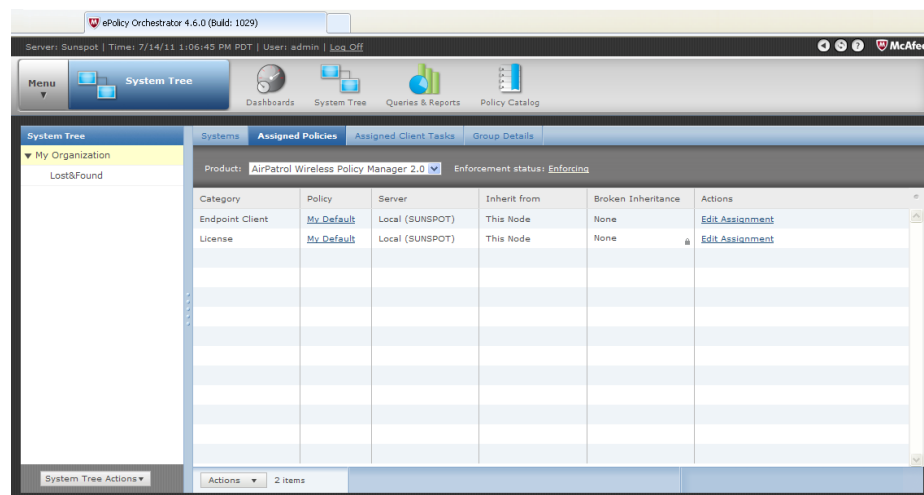 ePolicy Orchestrator 4.6.0 (Build: 1029)
Server: Sunspot | Time: 7/14/11 1:06:45 PM PDT | User: admin | Log Off
McAfee
Menu
System Tree
Dashboards
System Tree
Queries & Reports
Policy Catalog
System Tree
Systems
Assigned Policies
Assigned Client Tasks
Group Details
My Organization
Lost&Found
Product: AirPatrol Wireless Policy Manager 2.0 Enforcement status: Enforcing
Category Policy Server Inherit from Broken Inheritance Actions
Endpoint Client My Default Local (SUNSPOT) This Node None Edit Assignment
License My Default Local (SUNSPOT) This Node None Edit Assignment
System Tree Actions
Actions 2 items